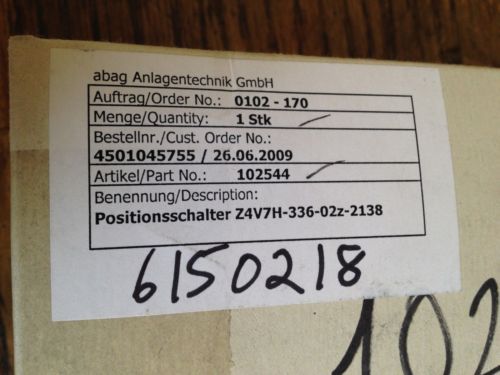 abag Anlagentechnik GmbH
Auftrag/Order No.: 0102 - 170
Menge/Quantity: 1 Stk
Bestellnr./Cust. Order No.:
4501045755 / 26.06.2009
Artikel/Part No.: 102544
Benennung/Description:
Positionsschalter Z4V7H-336-02z-2138
6150218
102